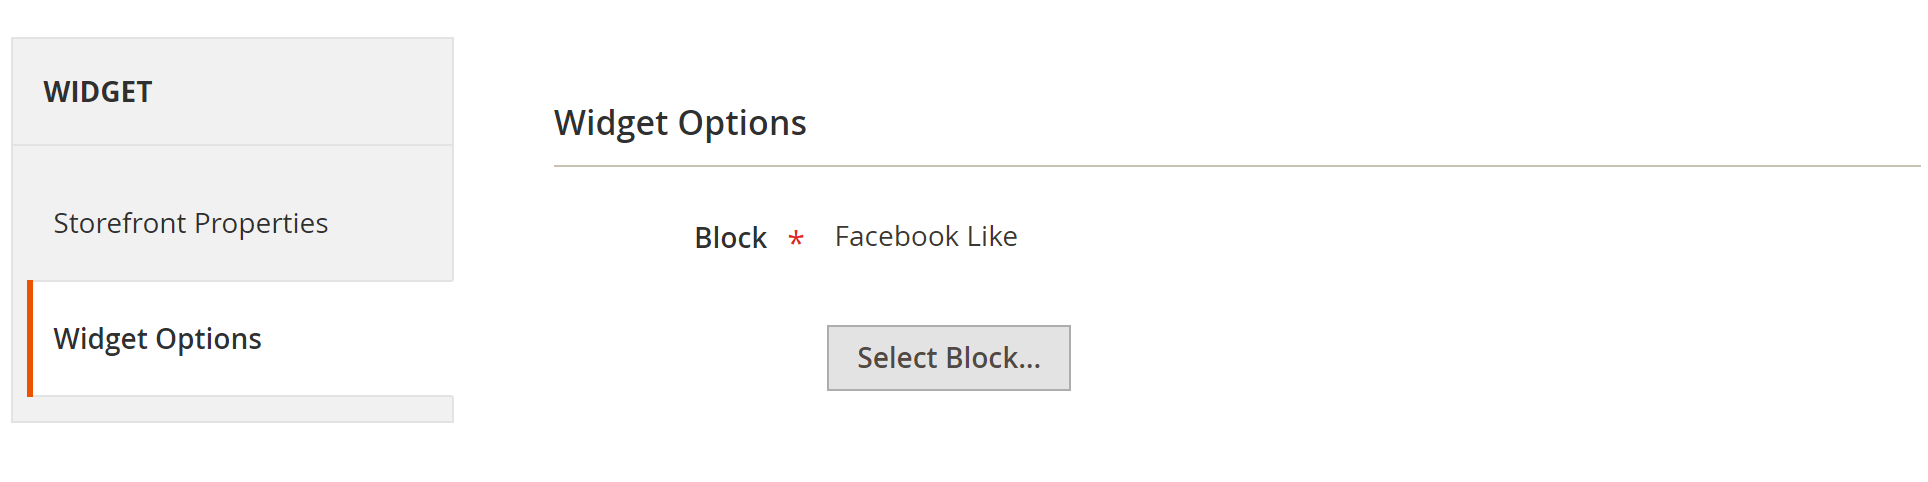 WIDGET
Storefront Properties
Widget Options
Widget Options
Block * Facebook Like
Select Block...